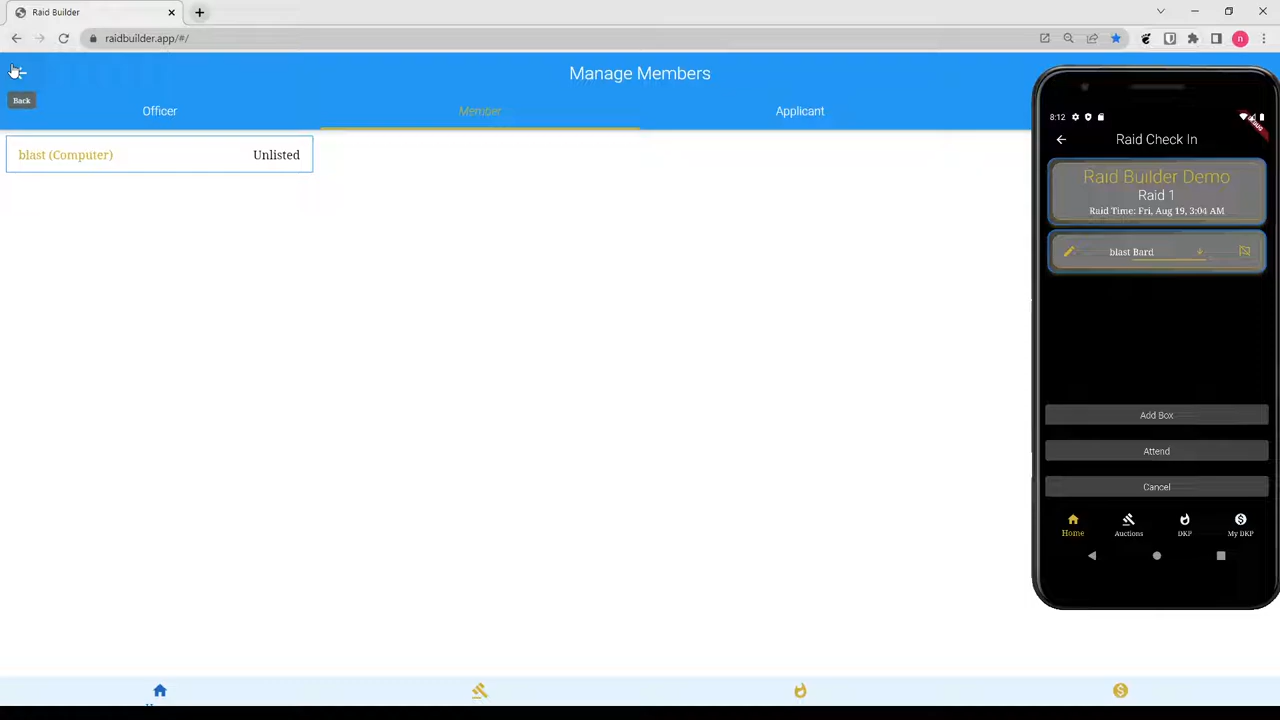 Raid Builder
raidbuilder.app/#/
n
Manage Members
Back
Officer
Member
Applicant
blast (Computer)
Unlisted
8:12
DEBUG
Raid Check In
Raid Builder Demo
Raid 1
Raid Time: Fri, Aug 19, 3:04 AM
blast Bard
Add Box
Attend
Cancel
Home
Auctions
DKP
My DKP